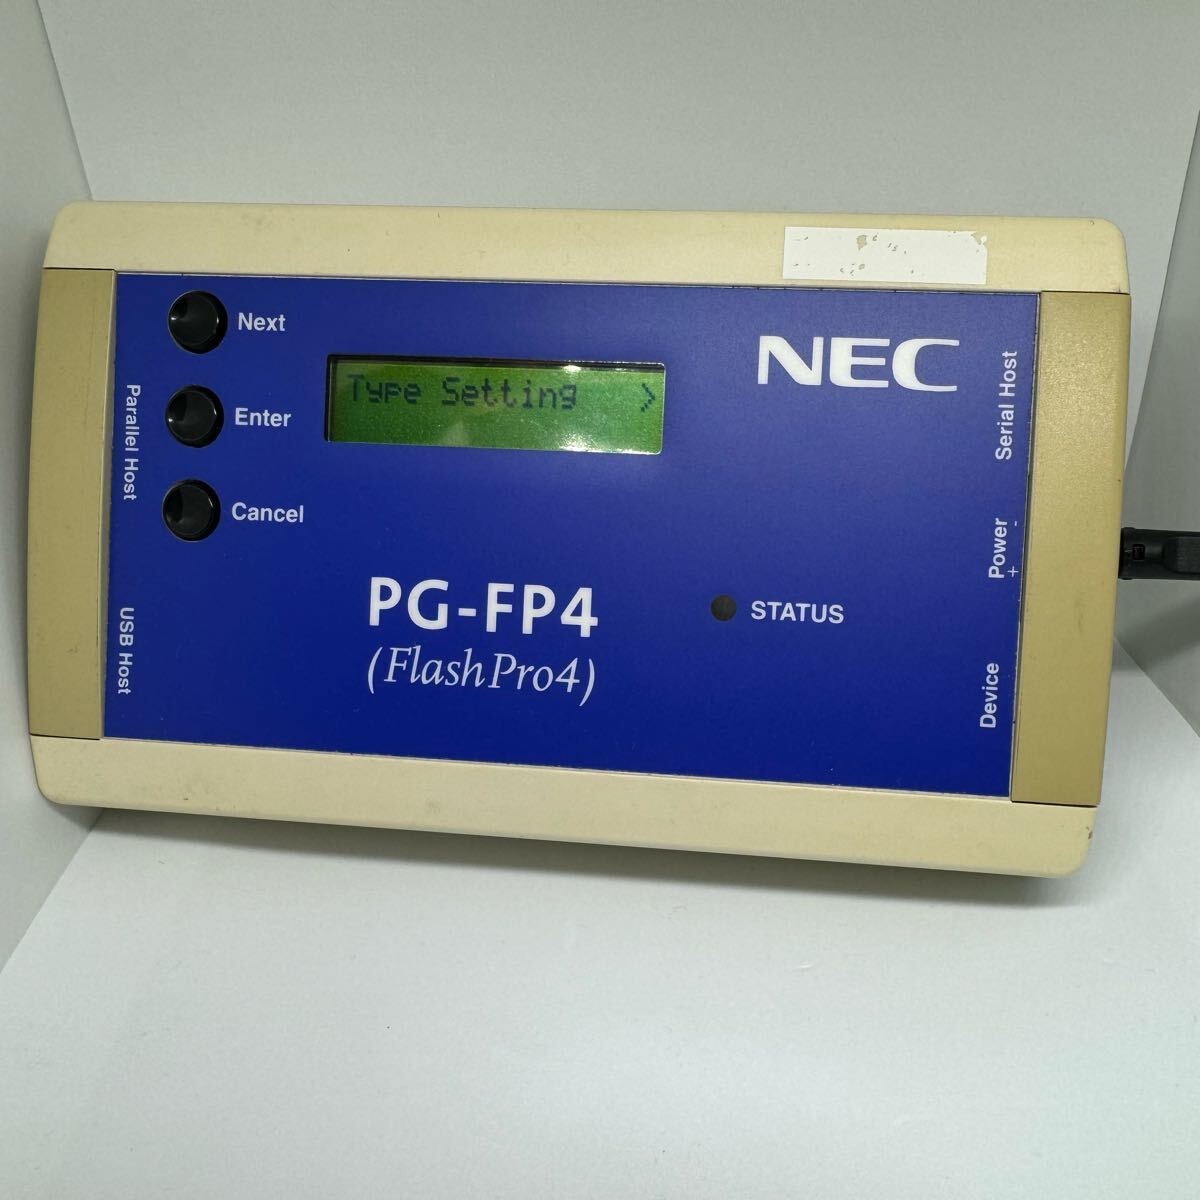 Next
Enter
Cancel
Type Setting >
NEC
Parallel Host
USB Host
PG-FP4
(FlashPro4)
STATUS
Serial Host
Power
- +
Device